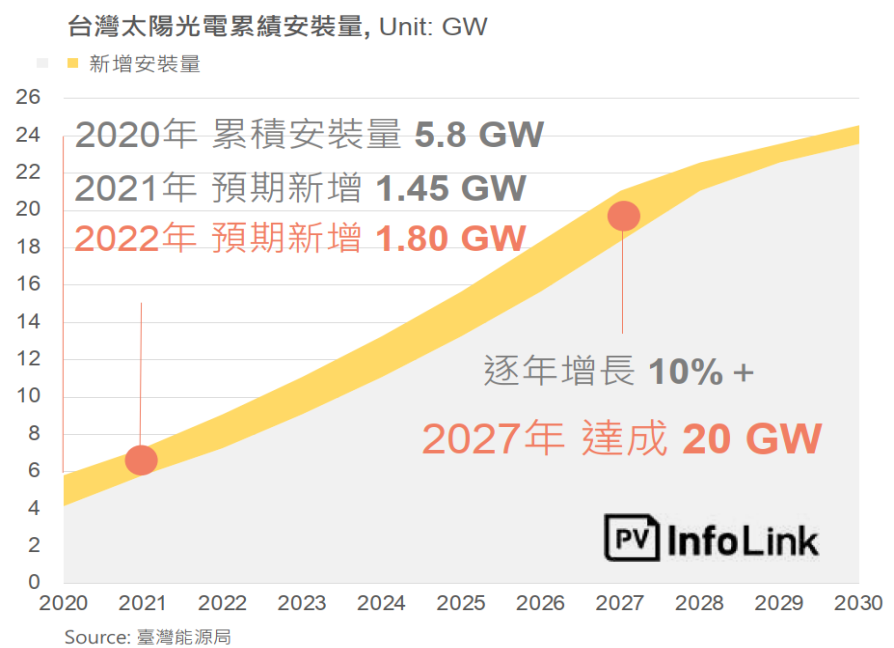 台灣太陽光電累績安裝量, Unit: GW
新增安裝量
26
24
22
20
18
16
14
12
10
8
6
4
2
0
2020年 累積安裝量 5.8 GW
2021年 預期新增 1.45 GW
2022年 預期新增 1.80 GW
逐年增長 10% +
2027年 達成 20 GW
PV InfoLink
2020 2021 2022 2023 2024 2025 2026 2027 2028 2029 2030
Source: 臺灣能源局